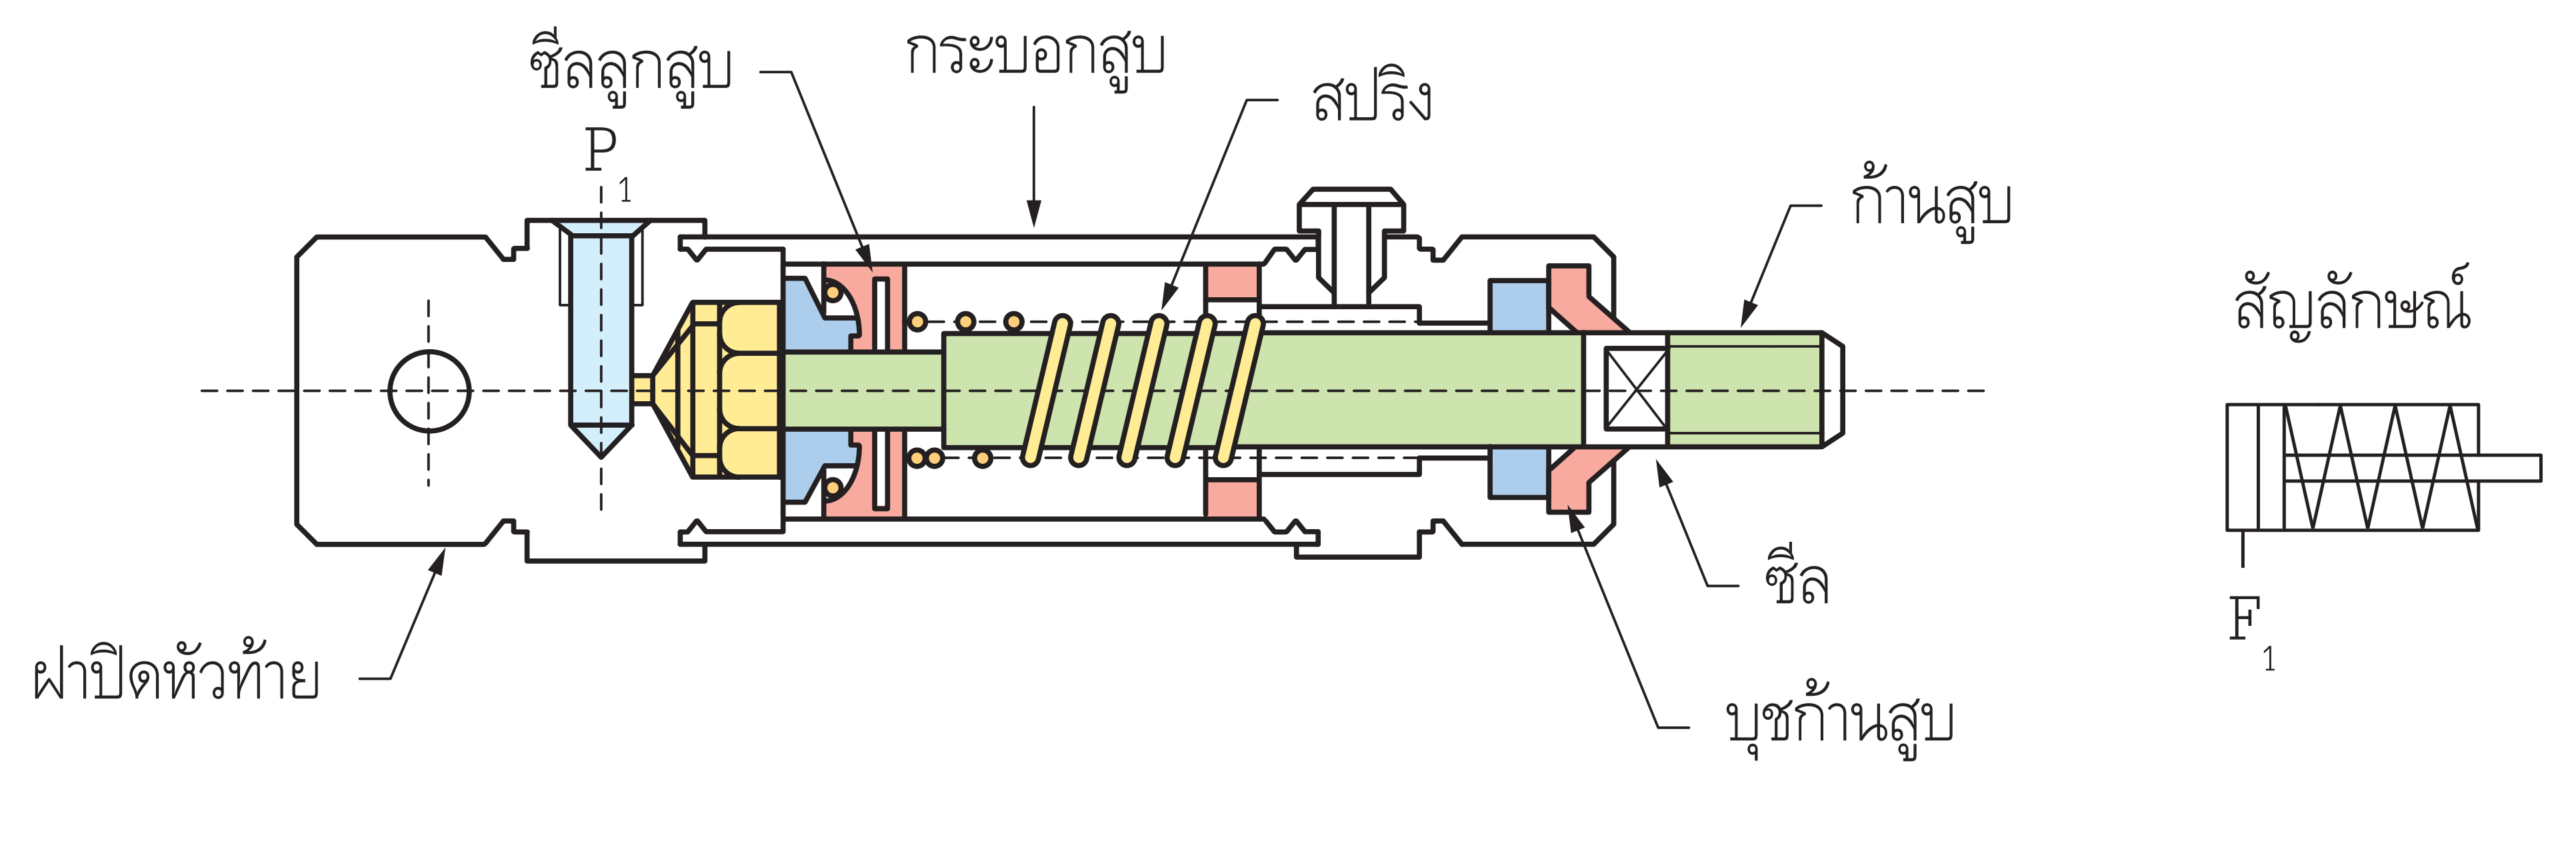 ซีลลูกสูบ
กระบอกสูบ
สปริง
P1
ก้านสูบ
สัญลักษณ์
ซีล
F1
ฝาปิดหัวท้าย
บุชก้านสูบ